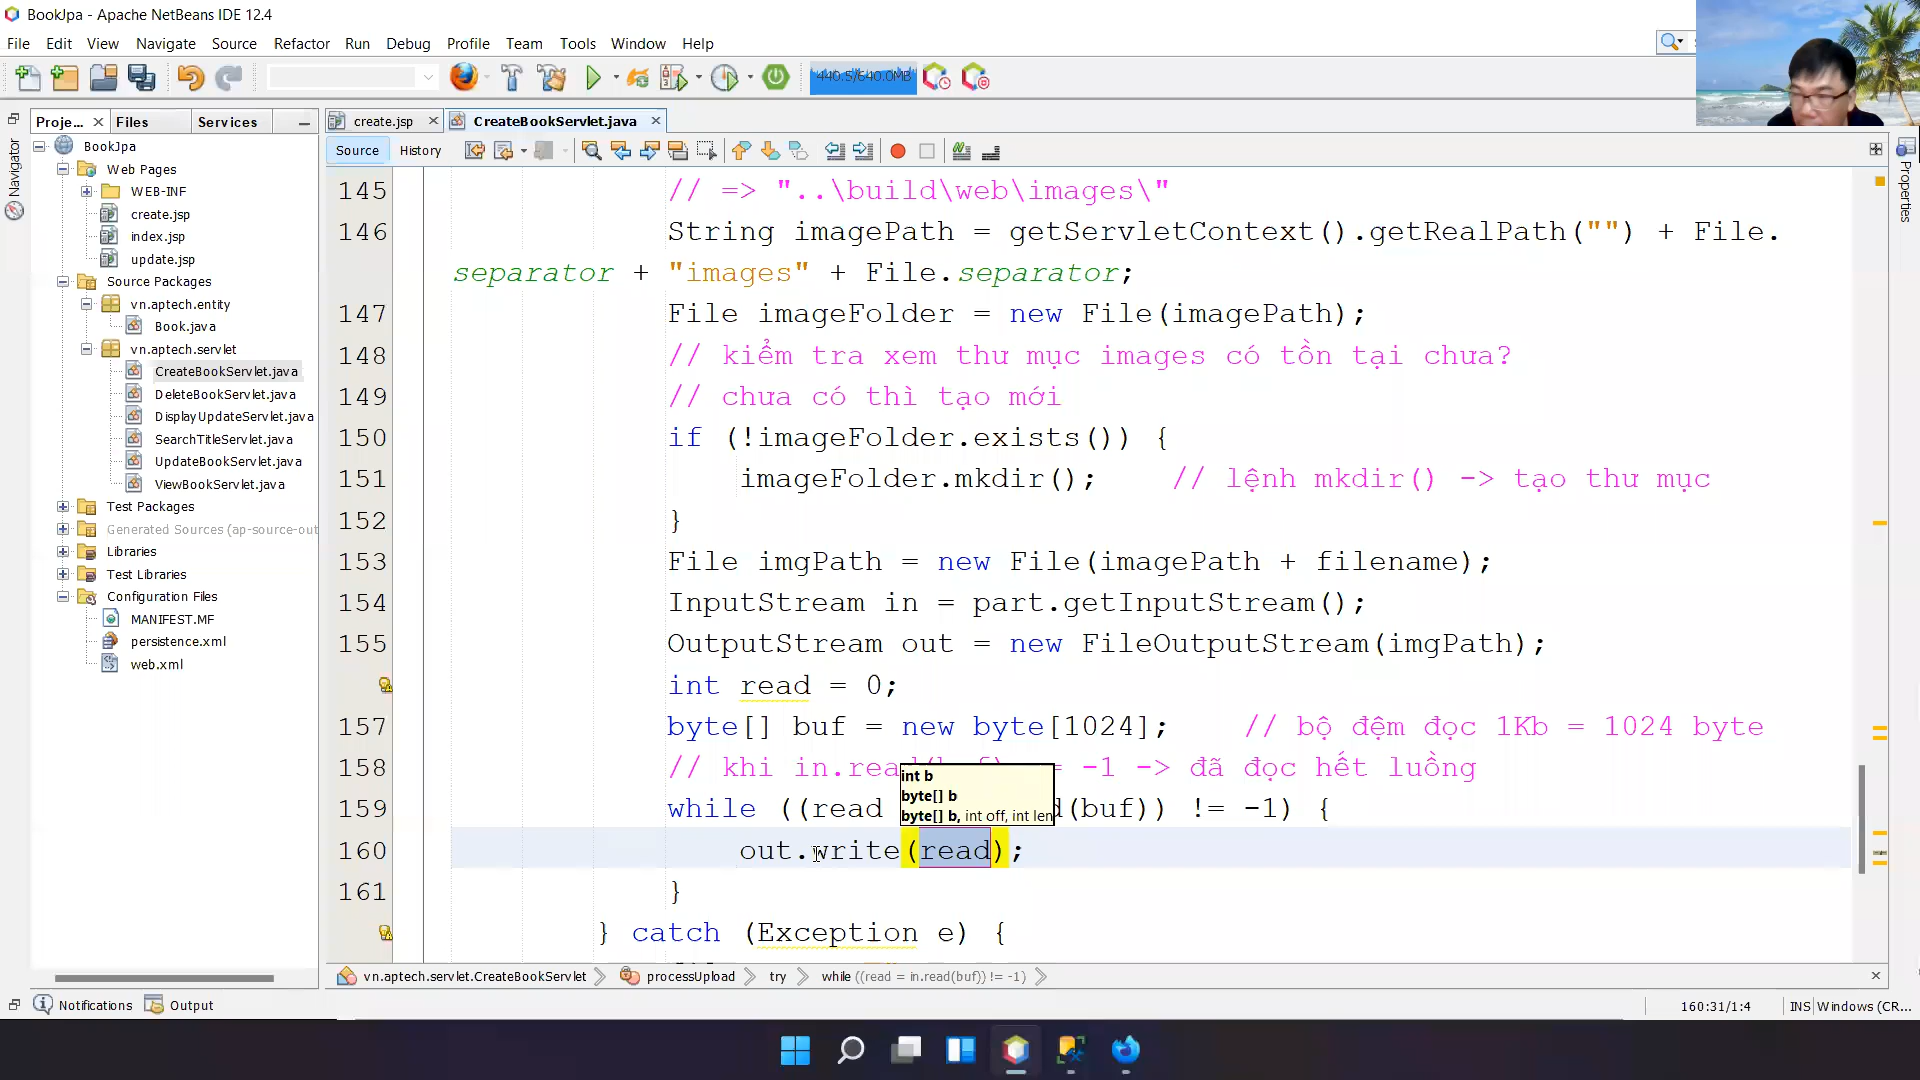 BookJpa - Apache NetBeans IDE 12.4
File Edit View Navigate Source Refactor Run Debug Profile Team Tools Window Help
440.5/640.0MB
Proje... Files Services
create.jsp CreateBookServlet.java
Source History
Navigator
Properties
BookJpa
Web Pages
WEB-INF
create.jsp
index.jsp
update.jsp
Source Packages
vn.aptech.entity
Book.java
vn.aptech.servlet
CreateBookServlet.java
DeleteBookServlet.java
DisplayUpdateServlet.java
SearchTitleServlet.java
UpdateBookServlet.java
ViewBookServlet.java
Test Packages
Generated Sources (ap-source-out
Libraries
Test Libraries
Configuration Files
MANIFEST.MF
persistence.xml
web.xml
145 // => "..\build\web\images\"
146 String imagePath = getServletContext().getRealPath("") + File.
separator + "images" + File.separator;
147 File imageFolder = new File(imagePath);
148 // kiểm tra xem thư mục images có tồn tại chưa?
149 // chưa có thì tạo mới
150 if (!imageFolder.exists()) {
151 imageFolder.mkdir(); // lệnh mkdir() -> tạo thư mục
152 }
153 File imgPath = new File(imagePath + filename);
154 InputStream in = part.getInputStream();
155 OutputStream out = new FileOutputStream(imgPath);
int read = 0;
157 byte[] buf = new byte[1024]; // bộ đệm đọc 1Kb = 1024 byte
158 // khi in.read(buf) = -1 -> đã đọc hết luồng
int b
byte[] b
byte[] b, int off, int len
159 while ((read d(buf)) != -1) {
160 out.write(read);
161 }
} catch (Exception e) {
vn.aptech.servlet.CreateBookServlet processUpload try while ((read = in.read(buf)) != -1)
Notifications Output
160:31/1:4 INS Windows (CR...